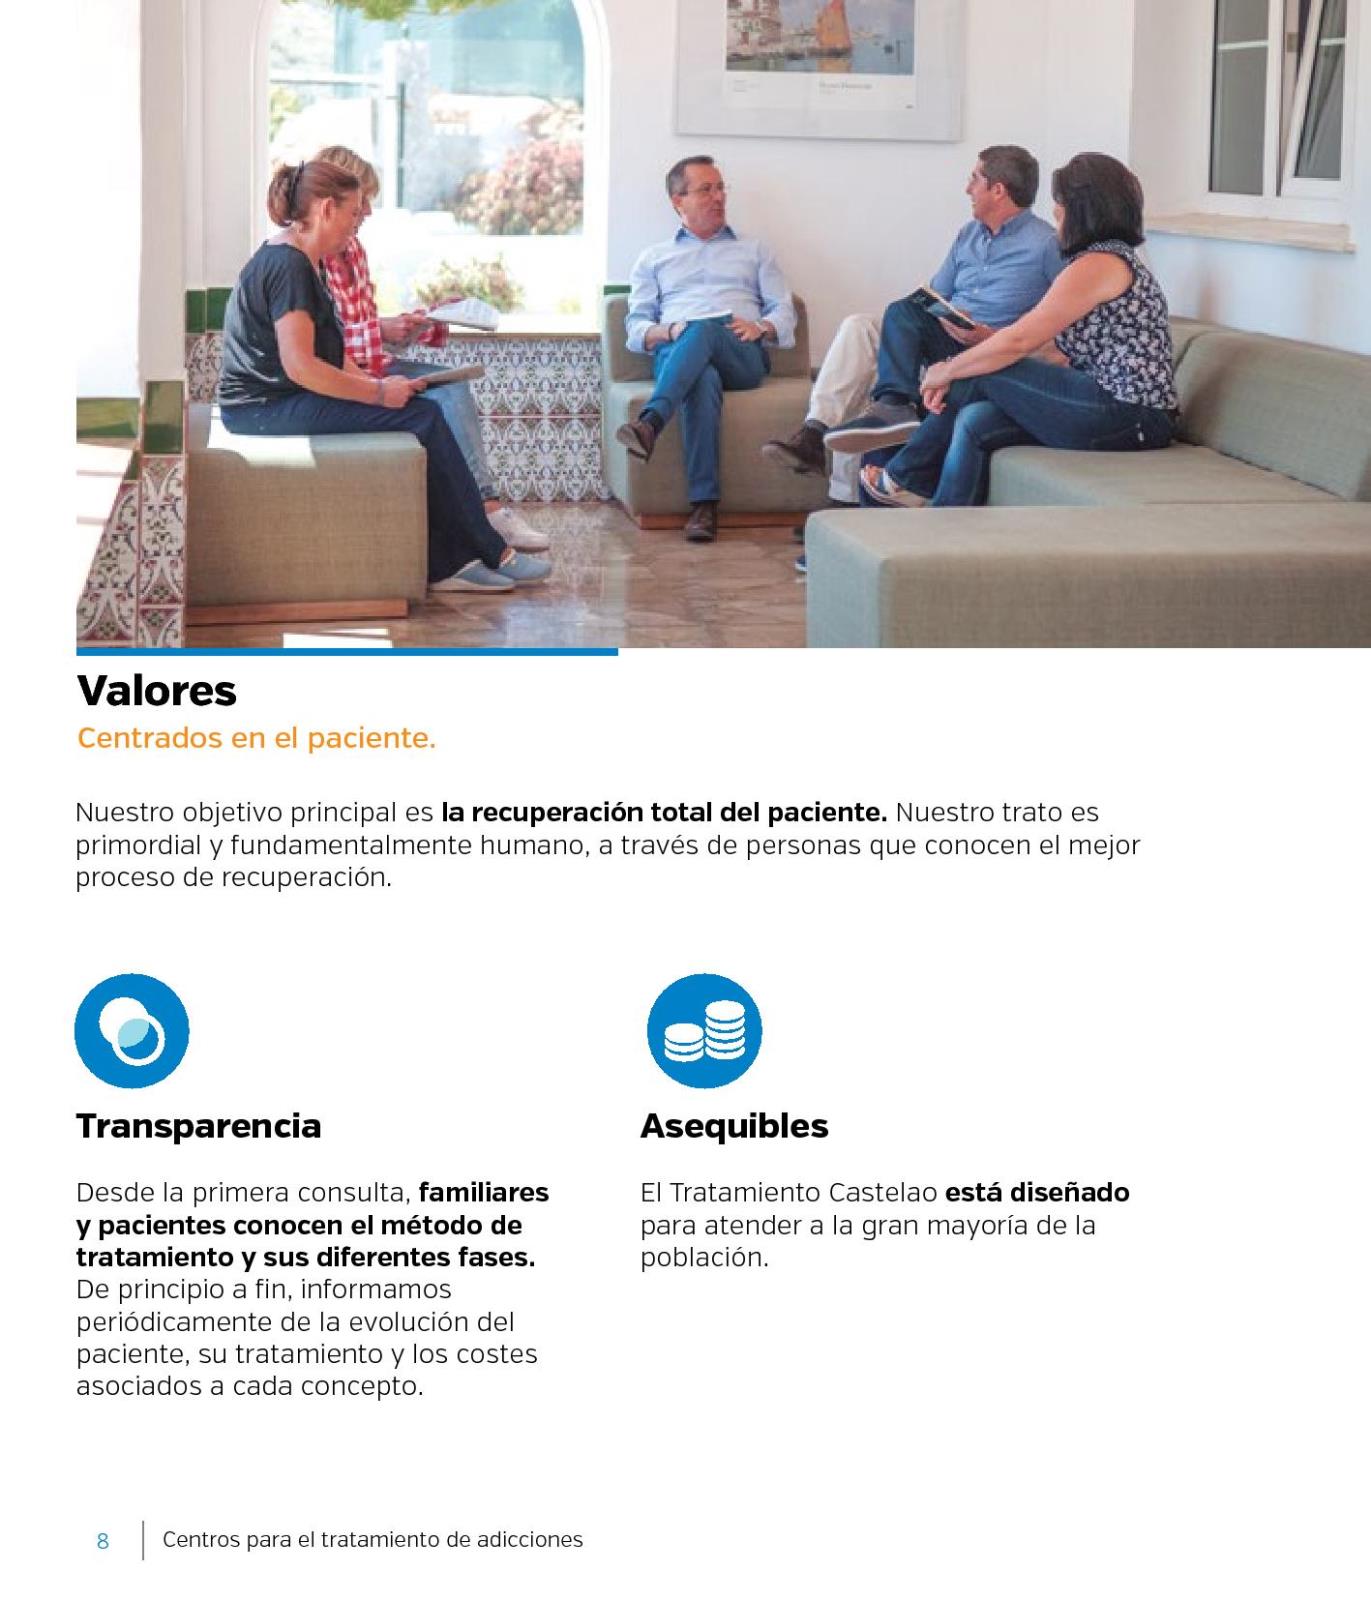 Valores
Centrados en el paciente.
Nuestro objetivo principal es la recuperación total del paciente. Nuestro trato es
primordial y fundamentalmente humano, a través de personas que conocen el mejor
proceso de recuperación.
Transparencia
Desde la primera consulta, familiares
y pacientes conocen el método de
tratamiento y sus diferentes fases.
De principio a fin, informamos
periódicamente de la evolución del
paciente, su tratamiento y los costes
asociados a cada concepto.
Asequibles
El Tratamiento Castelao está diseñado
para atender a la gran mayoría de la
población.
8
Centros para el tratamiento de adicciones